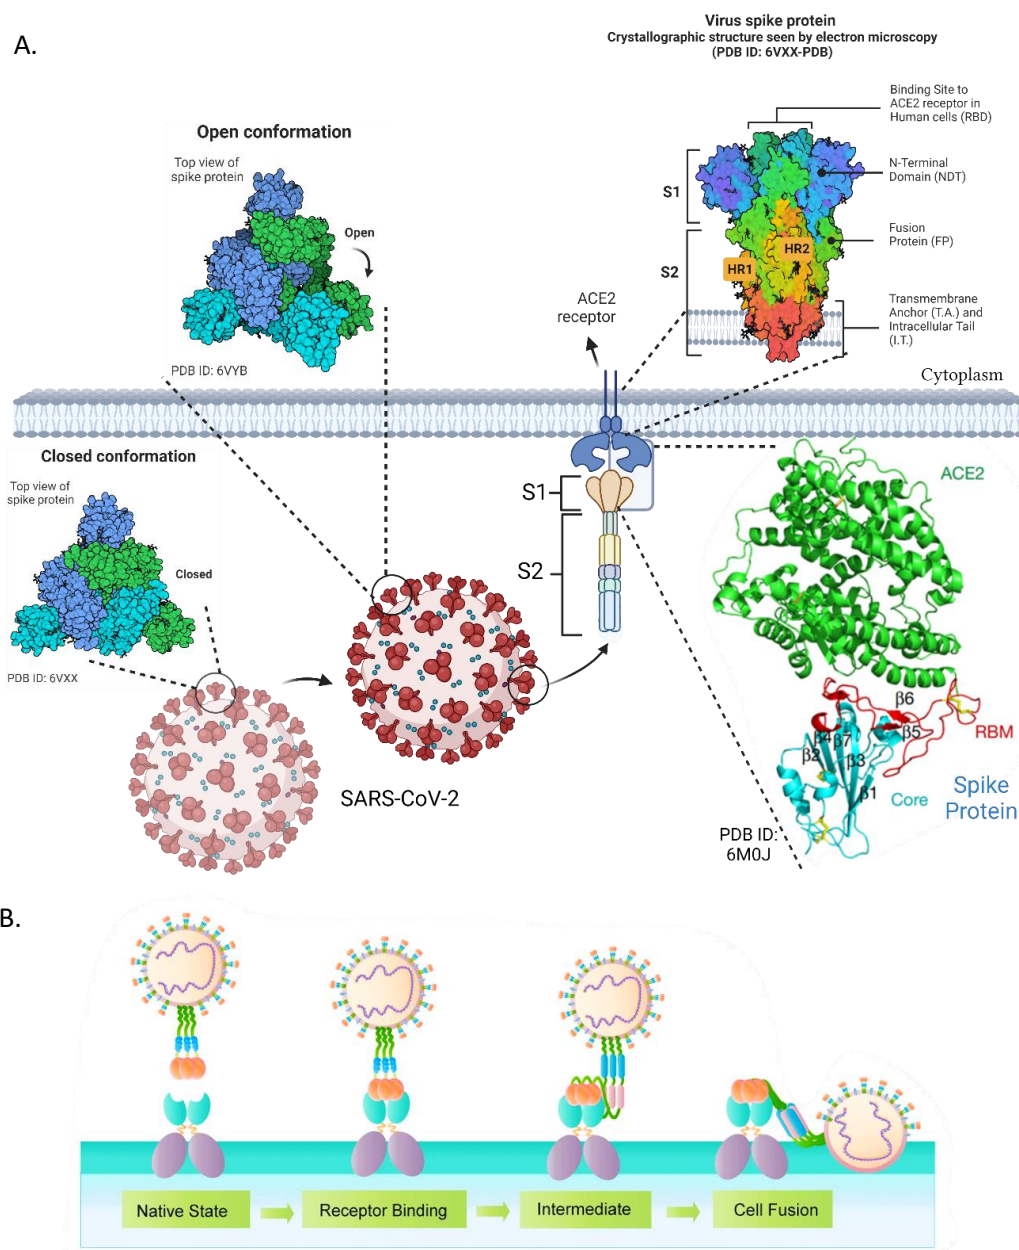 A.
Virus spike protein
Crystallographic structure seen by electron microscopy
(PDB ID: 6VXX-PDB)
Binding Site to
ACE2 receptor in
Human cells (RBD)
Open conformation
Top view of
spike protein
Open
S1
N-Terminal
Domain (NDT)
Fusion
Protein (FP)
HR2
HR1
S2
ACE2
receptor
Transmembrane
Anchor (T.A.) and
Intracellular Tail
(I.T.)
PDB ID: 6VYB
Cytoplasm
Closed conformation
Top view of
spike protein
Closed
PDB ID: 6VXX
S1
S2
ACE2
β6
β5
RBM
β4
β7
β2
β3
β1
Core
Spike
Protein
PDB ID:
6M0J
SARS-CoV-2
B.
Native State
Receptor Binding
Intermediate
Cell Fusion